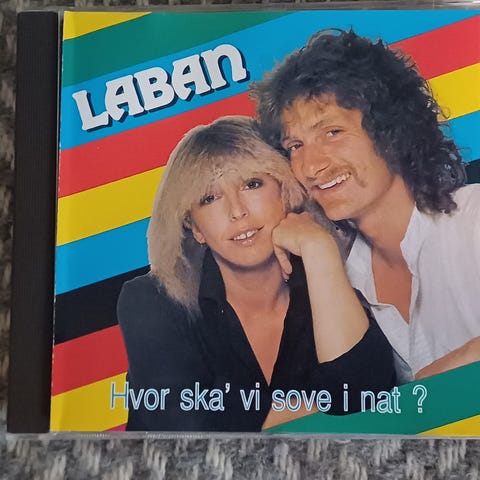 LABAN
Hvor ska' vi sove i nat ?